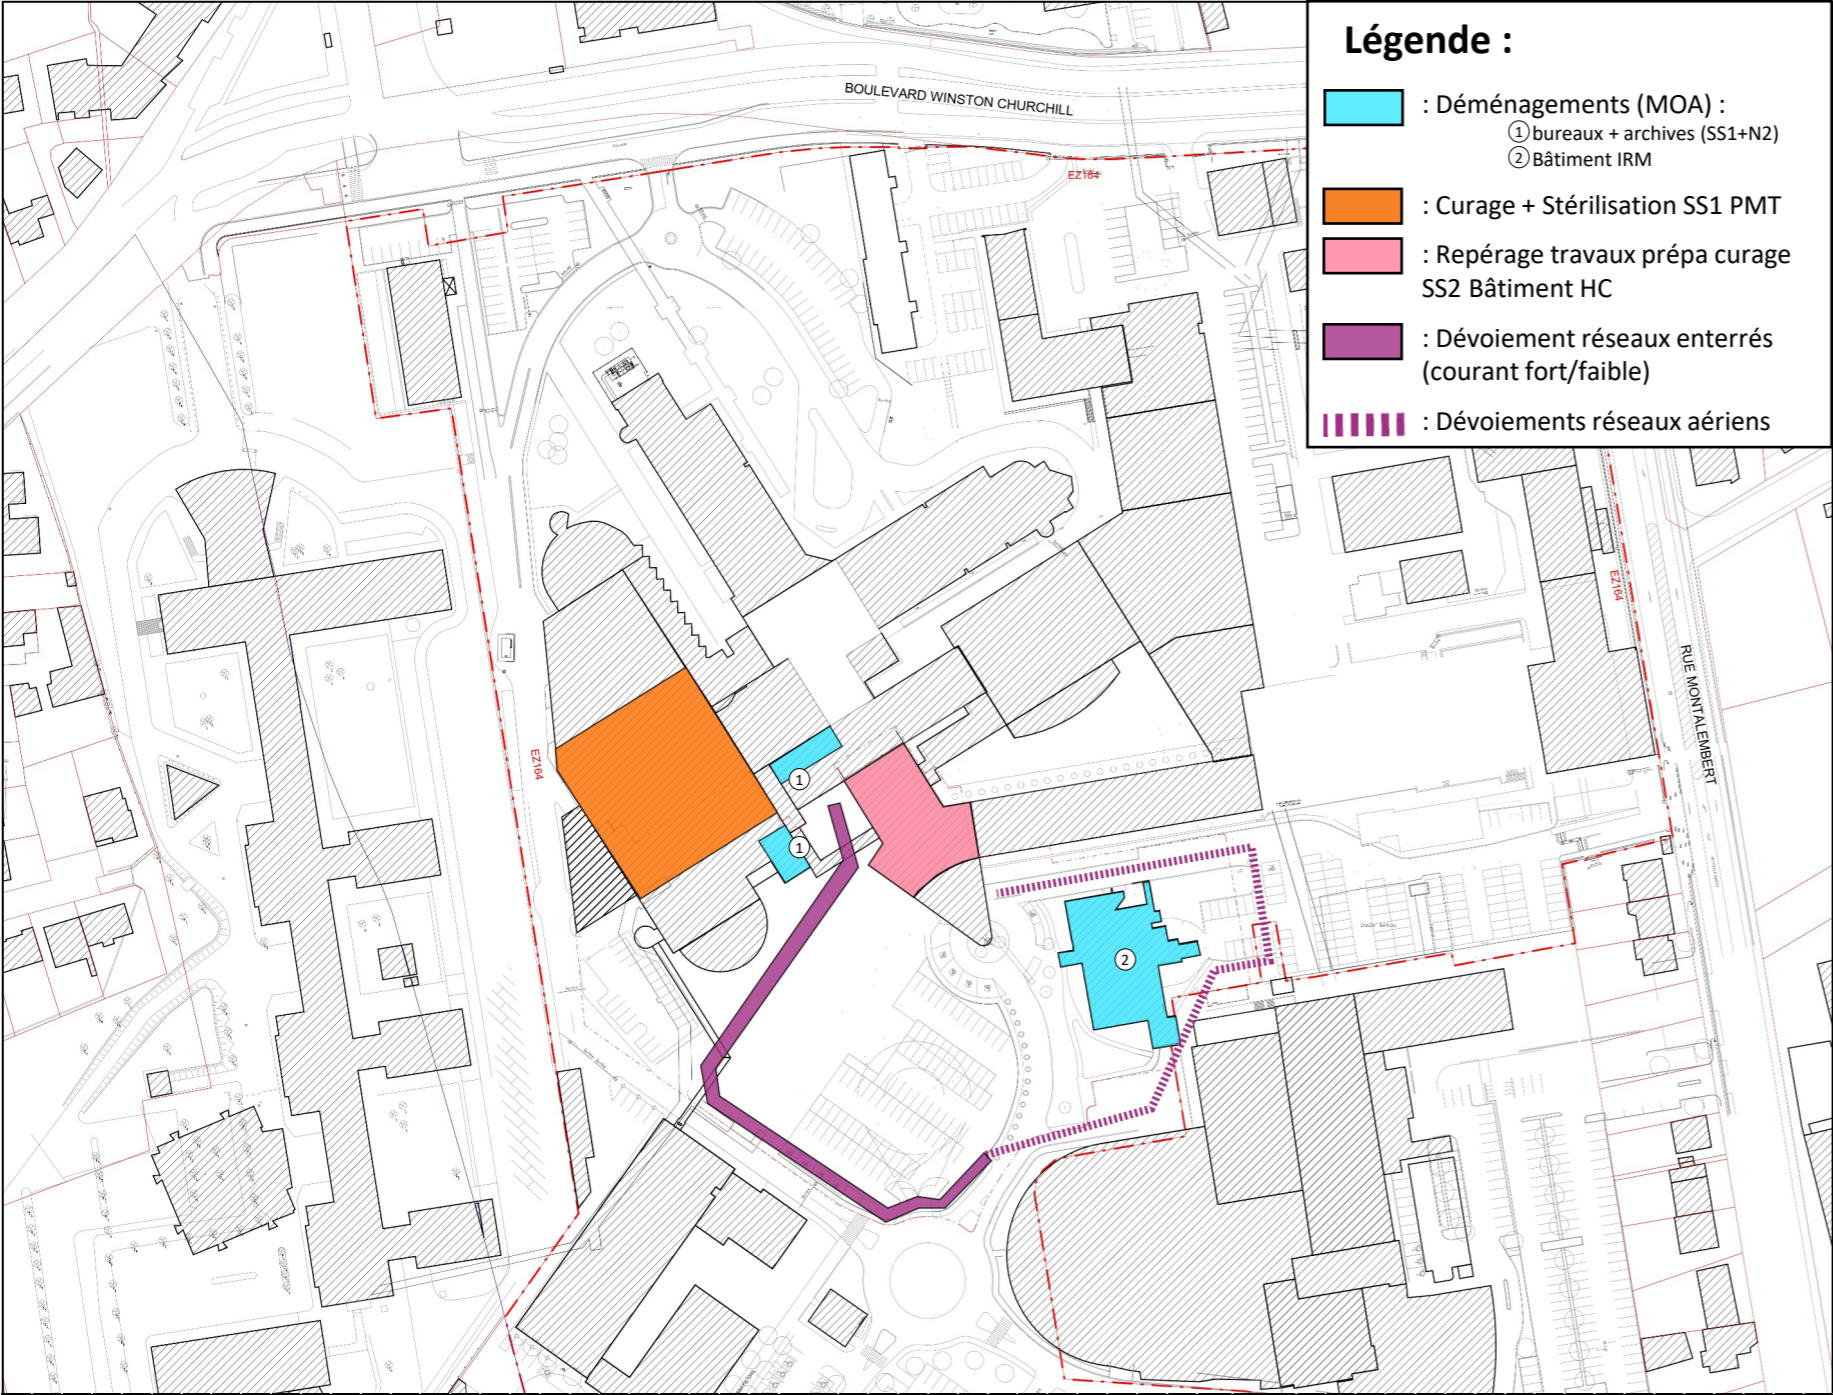 BOULEVARD WINSTON CHURCHILL
EZ164
Légende :
: Déménagements (MOA) :
① bureaux + archives (SS1+N2)
② Bâtiment IRM
: Curage + Stérilisation SS1 PMT
: Repérage travaux prépa curage
SS2 Bâtiment HC
: Dévoiement réseaux enterrés
(courant fort/faible)
: Dévoiements réseaux aériens
EZ164
RUE MONTALEMBERT
EZ164
1
1
2